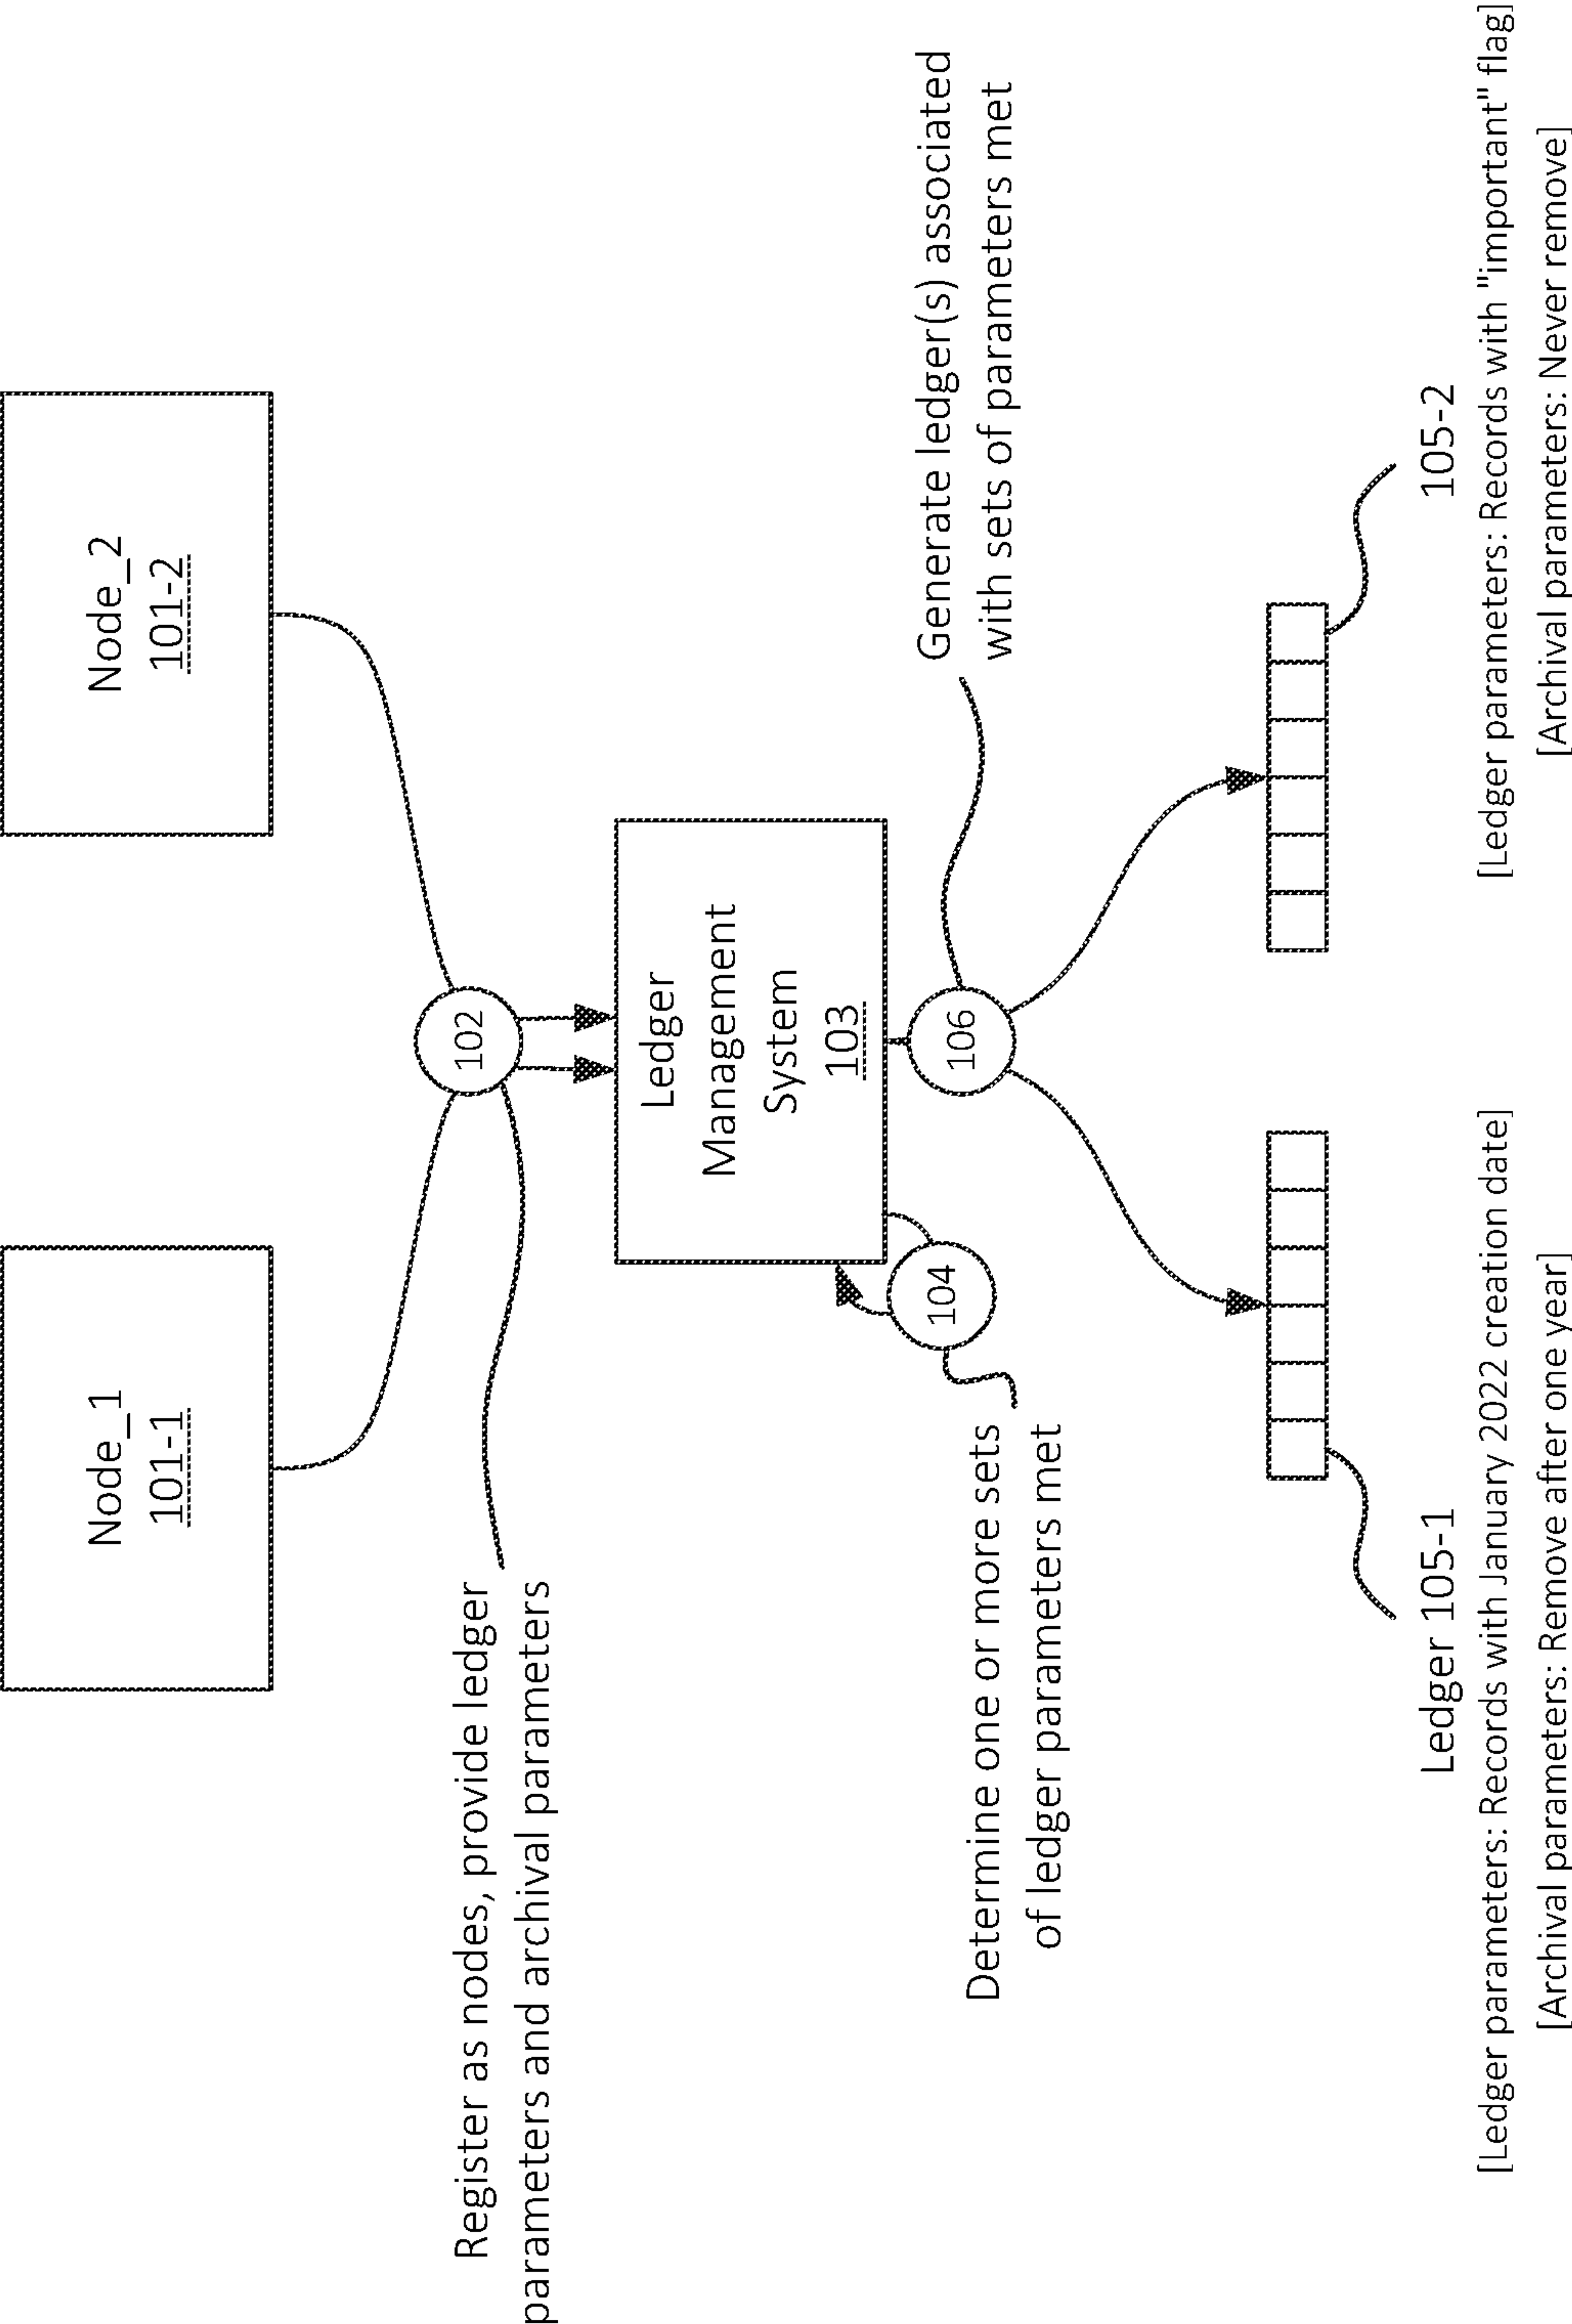 Node_1
101-1
Node_2
101-2
102
Register as nodes, provide ledger
parameters and archival parameters
Ledger
Management
System
103
104
Determine one or more sets
of ledger parameters met
106
Generate ledger(s) associated
with sets of parameters met
Ledger 105-1
[Ledger parameters: Records with January 2022 creation date]
[Archival parameters: Remove after one year]
105-2
[Ledger parameters: Records with "important" flag]
[Archival parameters: Never remove]